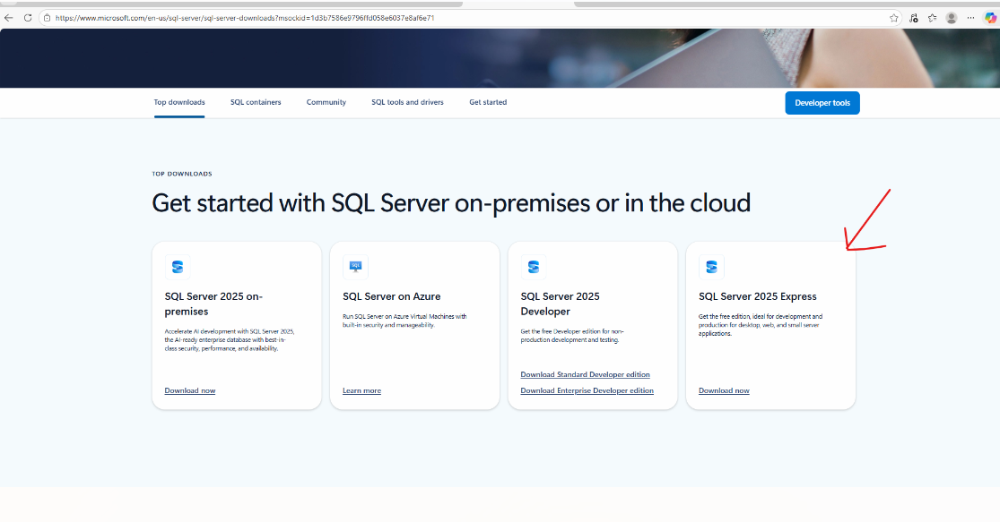 https://www.microsoft.com/en-us/sql-server/sql-server-downloads?msockid=1d3b7586e9796ffd058e6037e8af6e71
Top downloads
SQL containers
Community
SQL tools and drivers
Get started
Developer tools
TOP DOWNLOADS
Get started with SQL Server on-premises or in the cloud
SQL Server 2025 on-
premises
Accelerate AI development with SQL Server 2025,
the AI-ready enterprise database with best-in-
class security, performance, and availability.
Download now
SQL
SQL Server on Azure
Run SQL Server on Azure Virtual Machines with
built-in security and manageability.
Learn more
SQL Server 2025
Developer
Get the free Developer edition for non-
production development and testing.
Download Standard Developer edition
Download Enterprise Developer edition
SQL Server 2025 Express
Get the free edition, ideal for development and
production for desktop, web, and small server
applications.
Download now